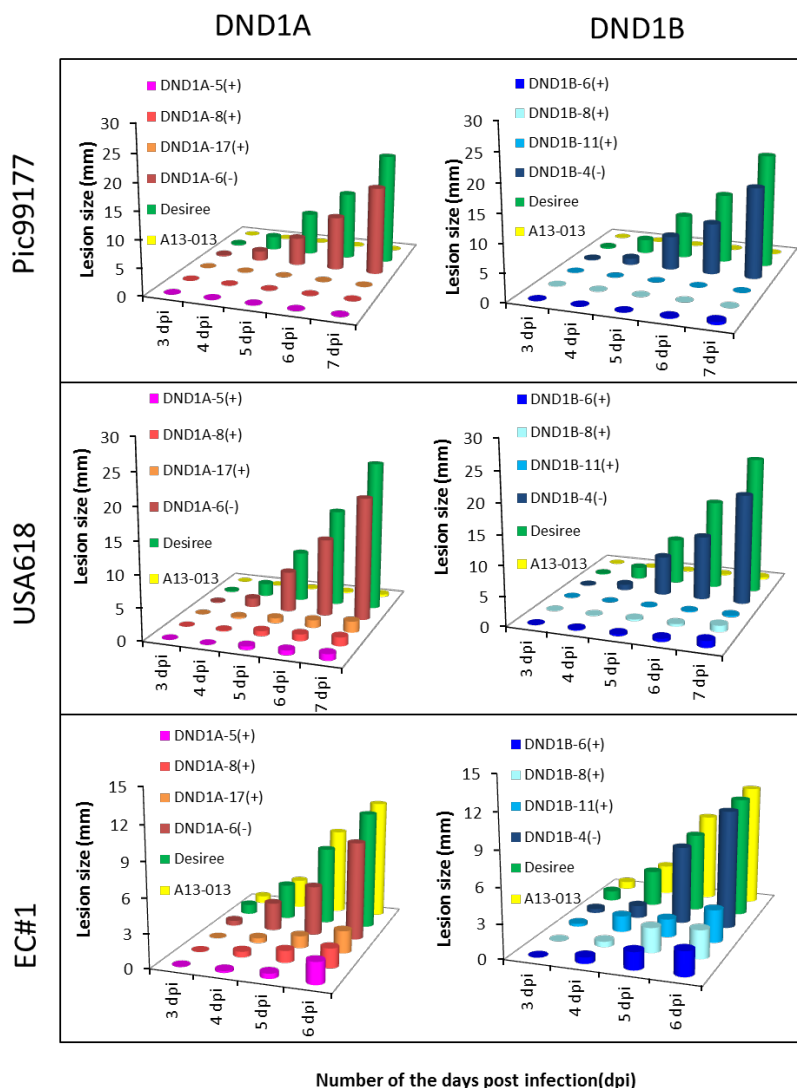 DND1A
DND1B
Pic99177
DND1A-5(+)
DND1A-8(+)
DND1A-17(+)
DND1A-6(-)
Desiree
A13-013
Lesion size (mm)
30
25
20
15
10
5
0
3 dpi
4 dpi
5 dpi
6 dpi
7 dpi
DND1B-6(+)
DND1B-8(+)
DND1B-11(+)
DND1B-4(-)
Desiree
A13-013
Lesion size (mm)
30
25
20
15
10
5
0
3 dpi
4 dpi
5 dpi
6 dpi
7 dpi
USA618
DND1A-5(+)
DND1A-8(+)
DND1A-17(+)
DND1A-6(-)
Desiree
A13-013
Lesion size (mm)
30
25
20
15
10
5
0
3 dpi
4 dpi
5 dpi
6 dpi
7 dpi
DND1B-6(+)
DND1B-8(+)
DND1B-11(+)
DND1B-4(-)
Desiree
A13-013
Lesion size (mm)
30
25
20
15
10
5
0
3 dpi
4 dpi
5 dpi
6 dpi
7 dpi
EC#1
DND1A-5(+)
DND1A-8(+)
DND1A-17(+)
DND1A-6(-)
Desiree
A13-013
Lesion size (mm)
15
12
9
6
3
0
3 dpi
4 dpi
5 dpi
6 dpi
DND1B-6(+)
DND1B-8(+)
DND1B-11(+)
DND1B-4(-)
Desiree
A13-013
Lesion size (mm)
15
12
9
6
3
0
3 dpi
4 dpi
5 dpi
6 dpi
Number of the days post infection(dpi)